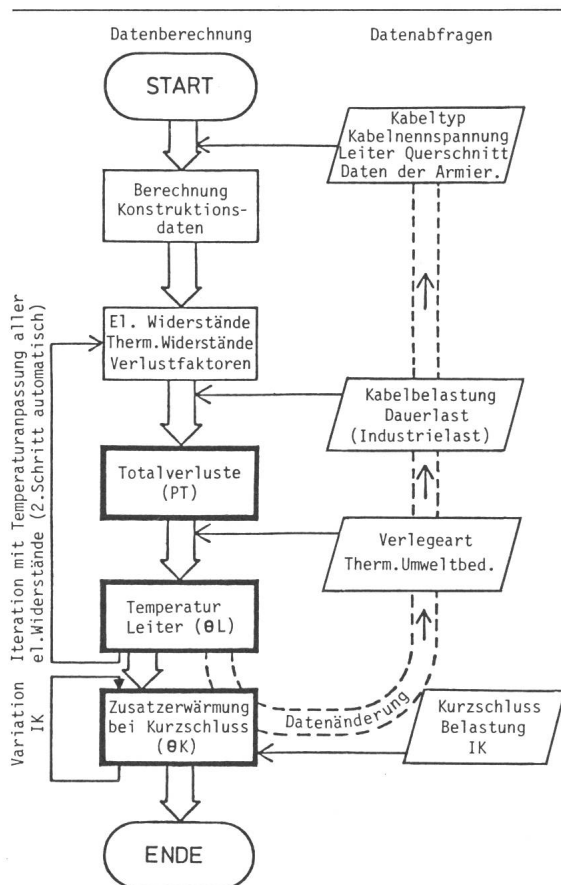 Datenberechnung
Datenabfragen
START
Kabeltyp
Kabelnennspannung
Leiter Querschnitt
Daten der Armier.
Berechnung
Konstruktions-
daten
El. Widerstände
Therm.Widerstände
Verlustfaktoren
Kabelbelastung
Dauerlast
(Industrielast)
Totalverluste
(PT)
Verlegeart
Therm.Umweltbed.
Temperatur
Leiter (θL)
Iteration mit Temperaturanpassung aller
el.Widerstände (2.Schritt automatisch)
Datenänderung
Zusatzerwärmung
bei Kurzschluss
(θK)
Kurzschluss
Belastung
IK
Variation
IK
ENDE